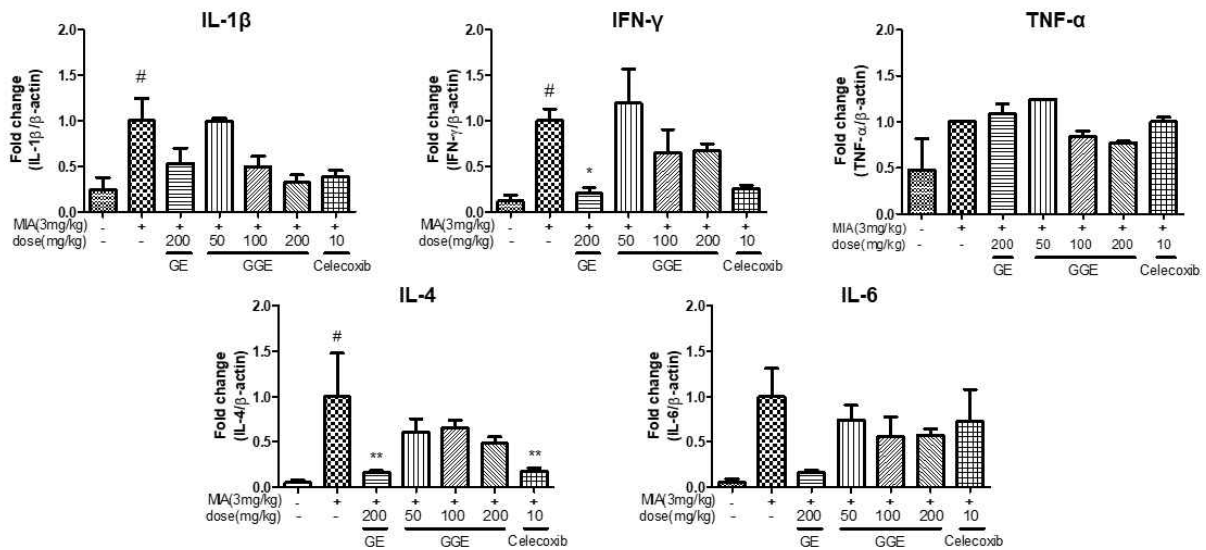 IL-1β
Fold change
(IL-1β/β-actin)
2.0
1.5
1.0
0.5
0.0
#
MIA(3mg/kg) - + + + + + +
dose(mg/kg) - - 200 50 100 200 10
GE GGE Celecoxib
IFN-γ
Fold change
(IFN-γ/β-actin)
2.0
1.5
1.0
0.5
0.0
#
*
MIA(3mg/kg) - + + + + + +
dose(mg/kg) - - 200 50 100 200 10
GE GGE Celecoxib
TNF-α
Fold change
(TNF-α/β-actin)
2.0
1.5
1.0
0.5
0.0
MIA(3mg/kg) - + + + + + +
dose(mg/kg) - - 200 50 100 200 10
GE GGE Celecoxib
IL-4
Fold change
(IL-4/β-actin)
2.0
1.5
1.0
0.5
0.0
#
**
**
MIA(3mg/kg) - + + + + + +
dose(mg/kg) - - 200 50 100 200 10
GE GGE Celecoxib
IL-6
Fold change
(IL-6/β-actin)
2.0
1.5
1.0
0.5
0.0
MIA(3mg/kg) - + + + + + +
dose(mg/kg) - - 200 50 100 200 10
GE GGE Celecoxib